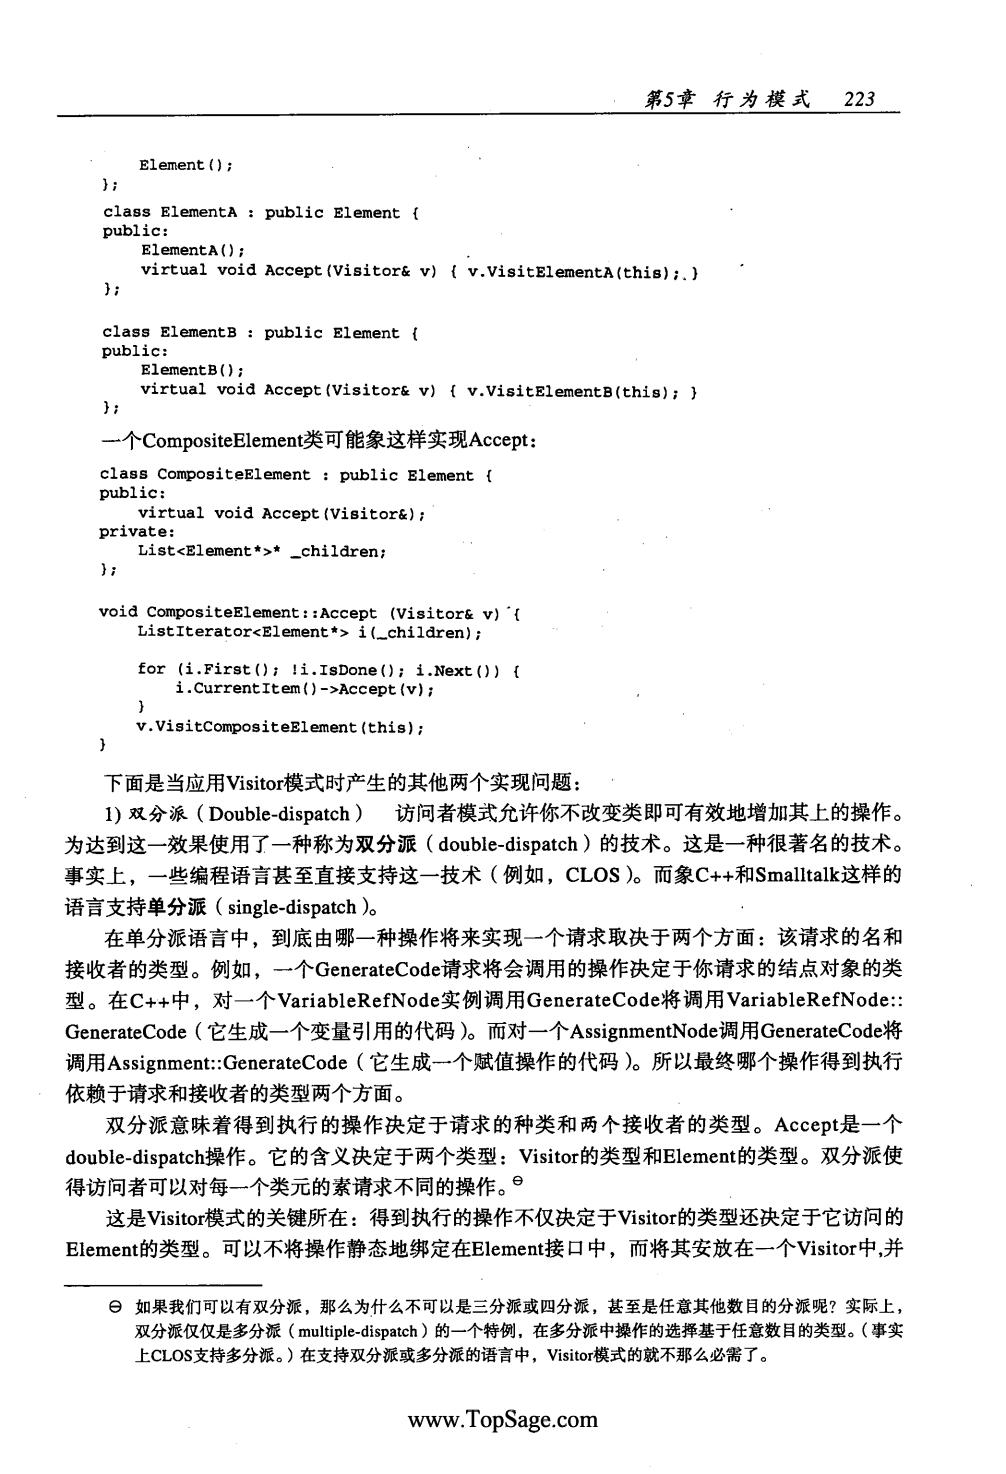 第5章 行为模式 223
Element();
};
class ElementA : public Element {
public:
ElementA();
virtual void Accept(Visitor& v) { v.VisitElementA(this); }
};
class ElementB : public Element {
public:
ElementB();
virtual void Accept(Visitor& v) { v.VisitElementB(this); }
};
一个CompositeElement类可能象这样实现Accept：
class CompositeElement : public Element {
public:
virtual void Accept(Visitor&);
private:
List<Element*>* _children;
};
void CompositeElement::Accept (Visitor& v) {
ListIterator<Element*> i(_children);
for (i.First(); !i.IsDone(); i.Next()) {
i.CurrentItem()->Accept(v);
}
v.VisitCompositeElement(this);
}
下面是当应用Visitor模式时产生的其他两个实现问题：
1) 双分派（Double-dispatch） 访问者模式允许你不改变类即可有效地增加其上的操作。
为达到这一效果使用了一种称为双分派（double-dispatch）的技术。这是一种很著名的技术。
事实上，一些编程语言甚至直接支持这一技术（例如，CLOS）。而象C++和Smalltalk这样的
语言支持单分派（single-dispatch）。
在单分派语言中，到底由哪一种操作将来实现一个请求取决于两个方面：该请求的名和
接收者的类型。例如，一个GenerateCode请求将会调用的操作决定于你请求的结点对象的类
型。在C++中，对一个VariableRefNode实例调用GenerateCode将调用VariableRefNode::
GenerateCode（它生成一个变量引用的代码）。而对一个AssignmentNode调用GenerateCode将
调用Assignment::GenerateCode（它生成一个赋值操作的代码）。所以最终哪个操作得到执行
依赖于请求和接收者的类型两个方面。
双分派意味着得到执行的操作决定于请求的种类和两个接收者的类型。Accept是一个
double-dispatch操作。它的含义决定于两个类型：Visitor的类型和Element的类型。双分派使
得访问者可以对每一个类元的素请求不同的操作。⊖
这是Visitor模式的关键所在：得到执行的操作不仅决定于Visitor的类型还决定于它访问的
Element的类型。可以不将操作静态地绑定在Element接口中，而将其安放在一个Visitor中,并
⊖ 如果我们可以有双分派，那么为什么不可以是三分派或四分派，甚至是任意其他数目的分派呢？实际上，
双分派仅仅是多分派（multiple-dispatch）的一个特例，在多分派中操作的选择基于任意数目的类型。（事实
上CLOS支持多分派。）在支持双分派或多分派的语言中，Visitor模式的就不那么必需了。
www.TopSage.com